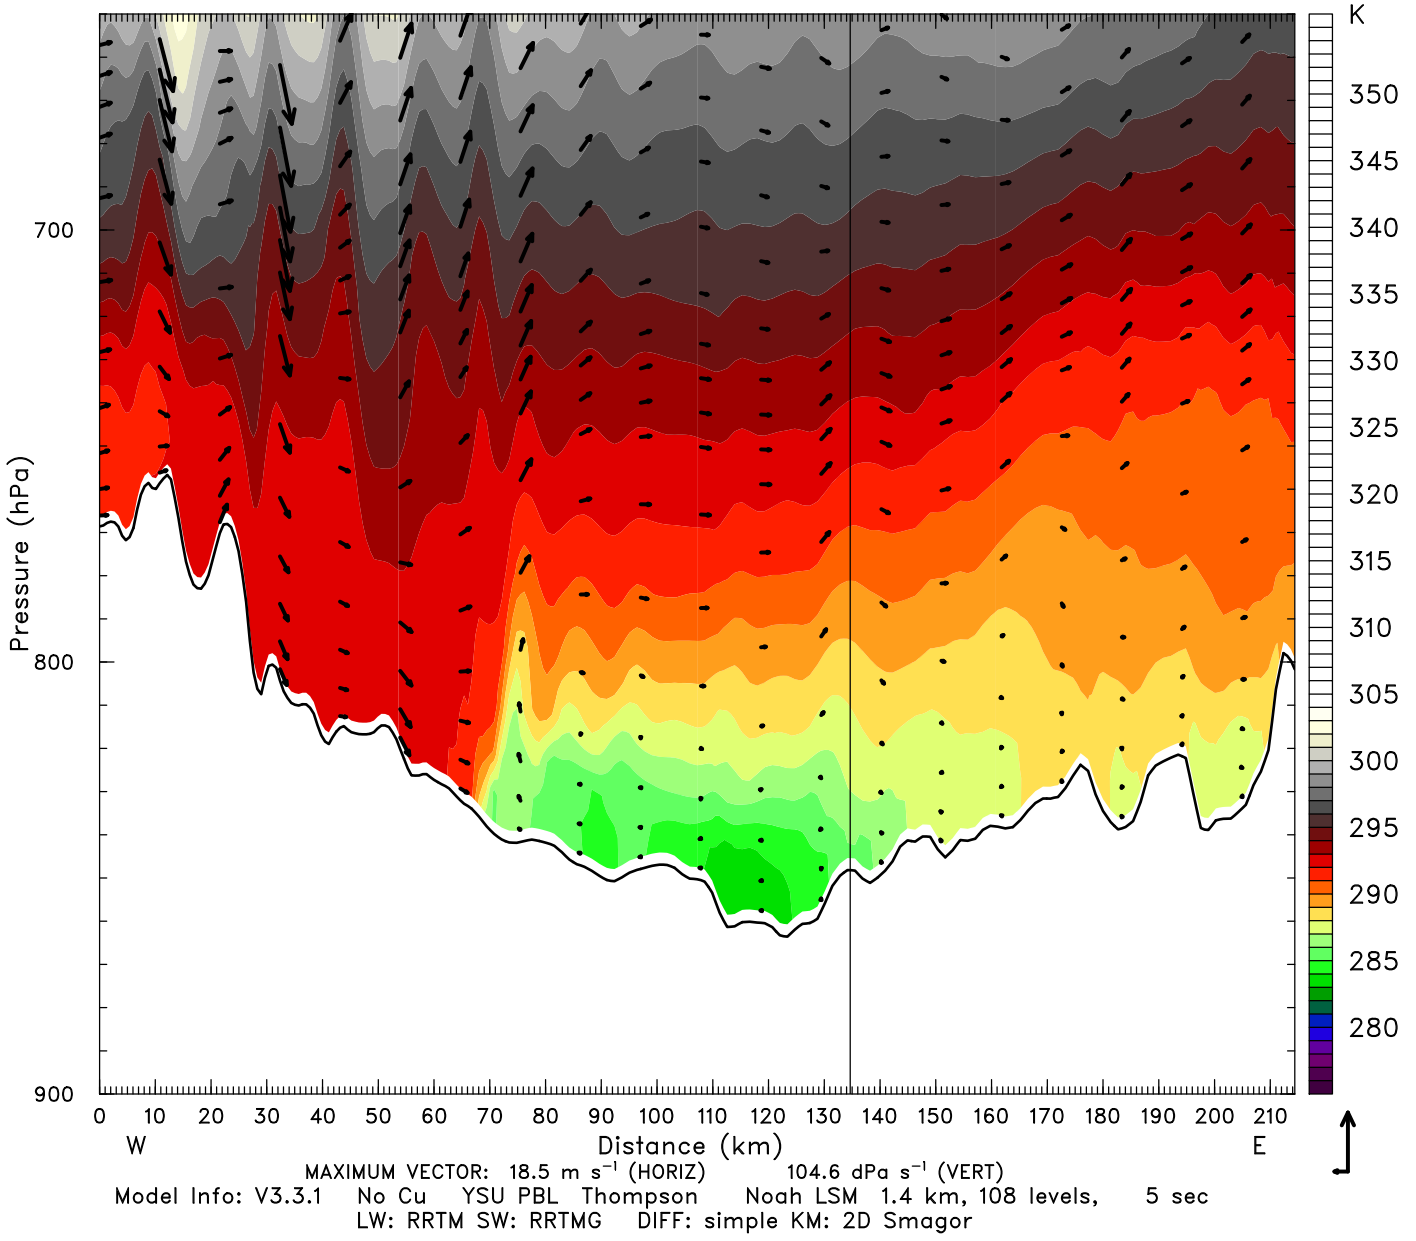 K
350
345
340
335
330
325
320
315
310
305
300
295
290
285
280
700
800
900
Pressure (hPa)
0 10 20 30 40 50 60 70 80 90 100 110 120 130 140 150 160 170 180 190 200 210
W Distance (km) E
MAXIMUM VECTOR: 18.5 m s⁻¹ (HORIZ) 104.6 dPa s⁻¹ (VERT)
Model Info: V3.3.1 No Cu YSU PBL Thompson Noah LSM 1.4 km, 108 levels, 5 sec
LW: RRTM SW: RRTMG DIFF: simple KM: 2D Smagor